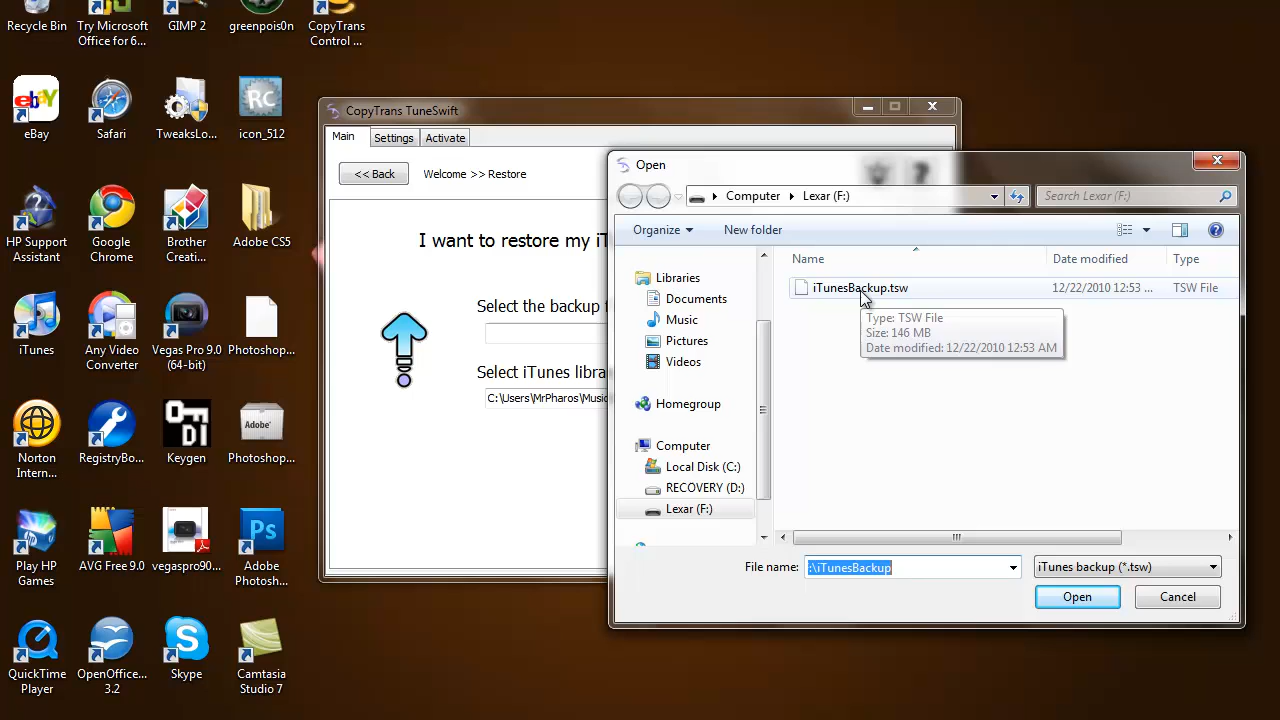 Recycle Bin
Try Microsoft
Office for 6...
GIMP 2
greenpois0n
CopyTrans
Control ...
eBay
Safari
TweaksLo...
icon_512
HP Support
Assistant
Google
Chrome
Brother
Creati...
Adobe CS5
iTunes
Any Video
Converter
Vegas Pro 9.0
(64-bit)
Photoshop...
Norton
Intern...
RegistryBo...
KEYGEN DI
Keygen
Adobe'
Photoshop...
Play HP
Games
AVG Free 9.0
vegaspro90...
Ps
Adobe
Photosh...
QuickTime
Player
OpenOffice...
3.2
Skype
Camtasia
Studio 7
CopyTrans TuneSwift
Main
Settings
Activate
<< Back
Welcome >> Restore
I want to restore my iT
Select the backup f
Select iTunes librar
C:\Users\MrPharos\Music
Open
Computer
Lexar (F:)
Search Lexar (F:)
Organize
New folder
Name
Date modified
Type
iTunesBackup.tsw
12/22/2010 12:53 ...
TSW File
Type: TSW File
Size: 146 MB
Date modified: 12/22/2010 12:53 AM
Libraries
Documents
Music
Pictures
Videos
Homegroup
Computer
Local Disk (C:)
RECOVERY (D:)
Lexar (F:)
File name:
:\iTunesBackup
iTunes backup (*.tsw)
Open
Cancel